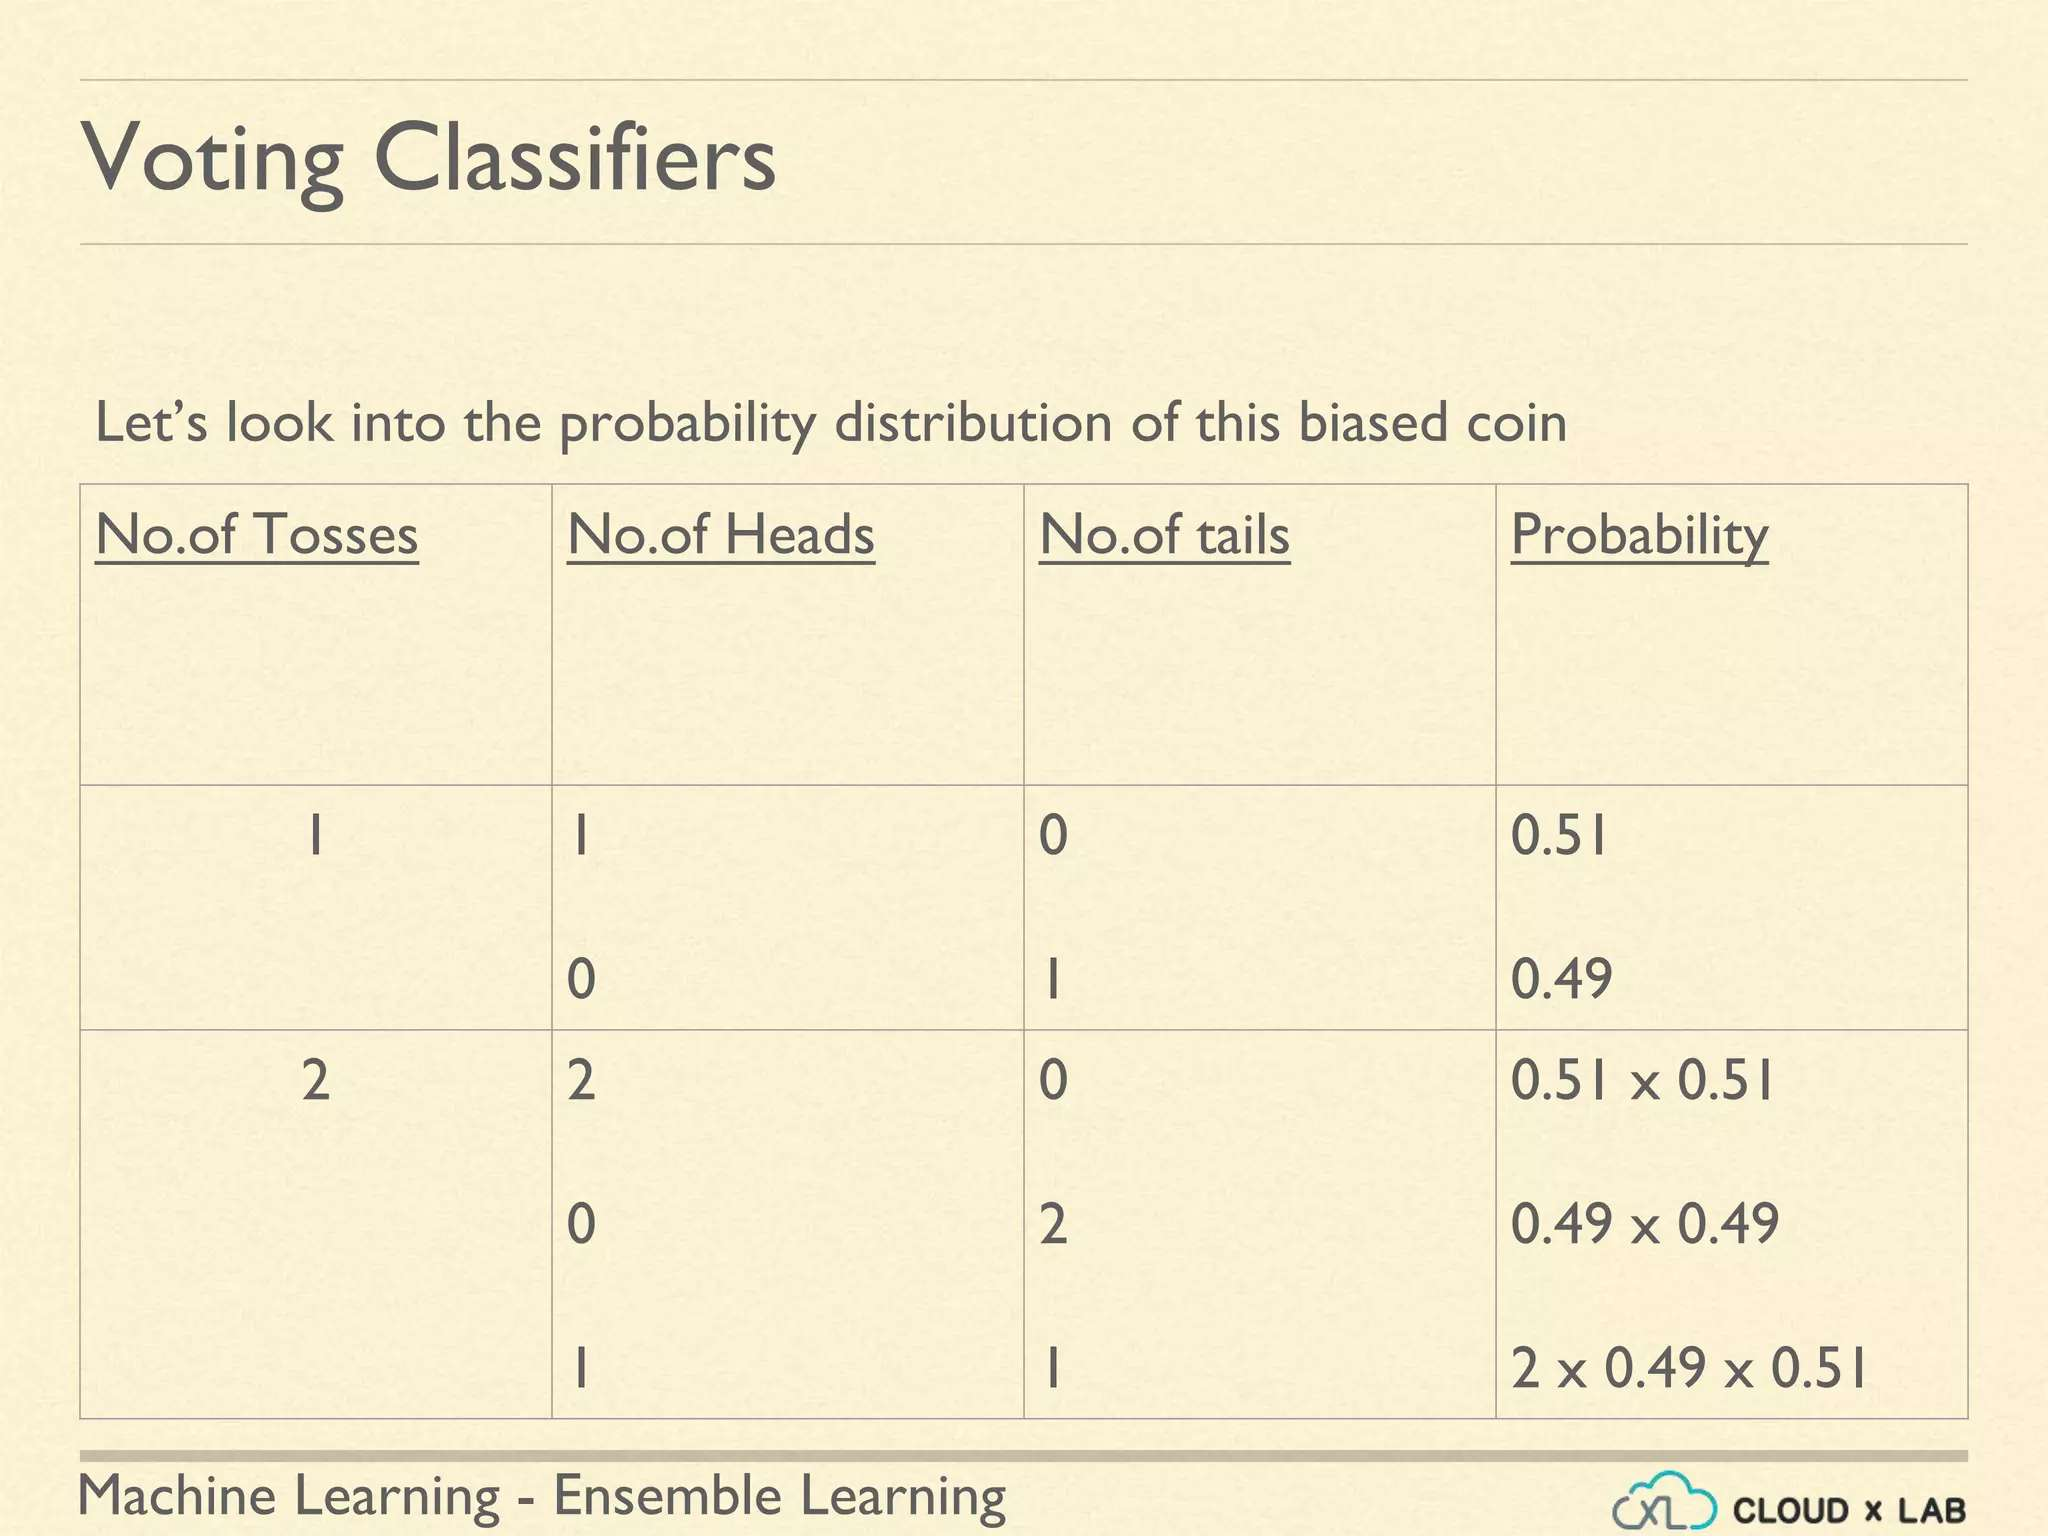 Voting Classifiers
Let's look into the probability distribution of this biased coin
No.of Tosses No.of Heads No.of tails Probability
1 1 0 0.51
0 1 0.49
2 2 0 0.51 x 0.51
0 2 0.49 x 0.49
1 1 2 x 0.49 x 0.51
Machine Learning - Ensemble Learning
CXL CLOUD x LAB